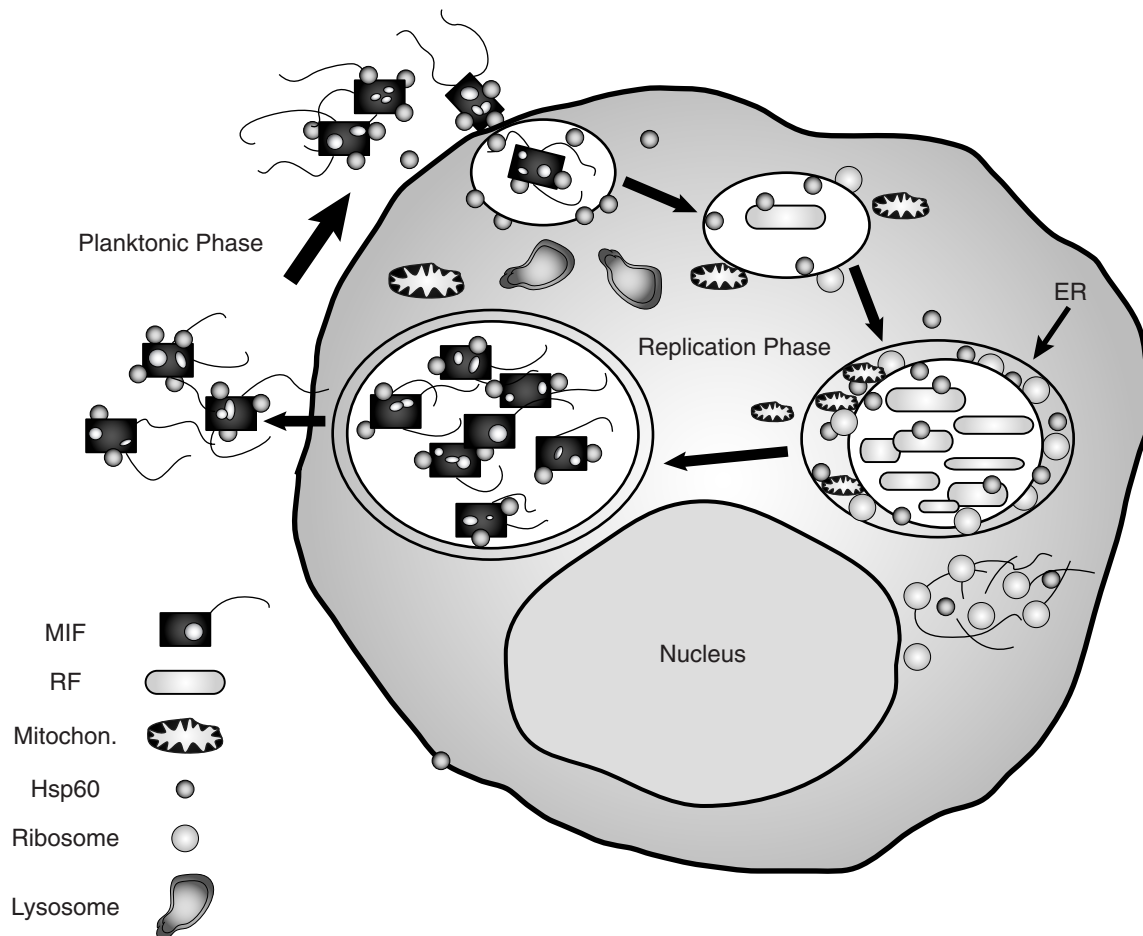 Planktonic Phase
ER
Replication Phase
Nucleus
MIF
RF
Mitochon.
Hsp60
Ribosome
Lysosome